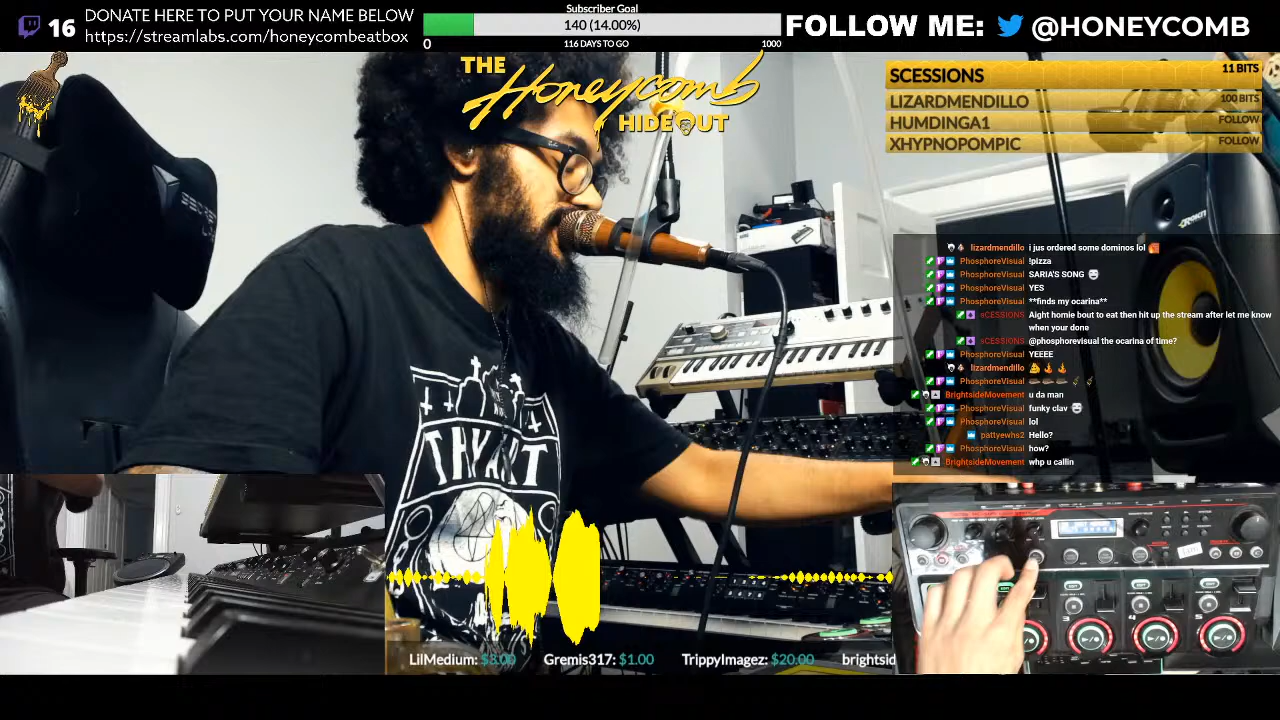 16
DONATE HERE TO PUT YOUR NAME BELOW
https://streamlabs.com/honeycombeatbox
Subscriber Goal
140 (14.00%)
0
116 DAYS TO GO
1000
FOLLOW ME: @HONEYCOMB
THE
Honeycomb
HIDEOUT
SCESSIONS 11 BITS
LIZARDMENDILLO 100 BITS
HUMDINGA1 FOLLOW
XHYPNOPOMPIC FOLLOW
lizardmendillo i jus ordered some dominos lol
PhosphoreVisual !pizza
PhosphoreVisual SARIA'S SONG
PhosphoreVisual YES
PhosphoreVisual **finds my ocarina**
sCESSIONS Aight homie bout to eat then hit up the stream after let me know
when your done
sCESSIONS @phosphorevisual the ocarina of time?
PhosphoreVisual YEEEE
lizardmendillo
PhosphoreVisual
BrightsideMovement u da man
PhosphoreVisual funky clav
PhosphoreVisual lol
pattyewhs2 Hello?
PhosphoreVisual how?
BrightsideMovement whp u callin
THY ART
LilMedium: $3.00 Gremis317: $1.00 TrippyImagez: $20.00 brightsid